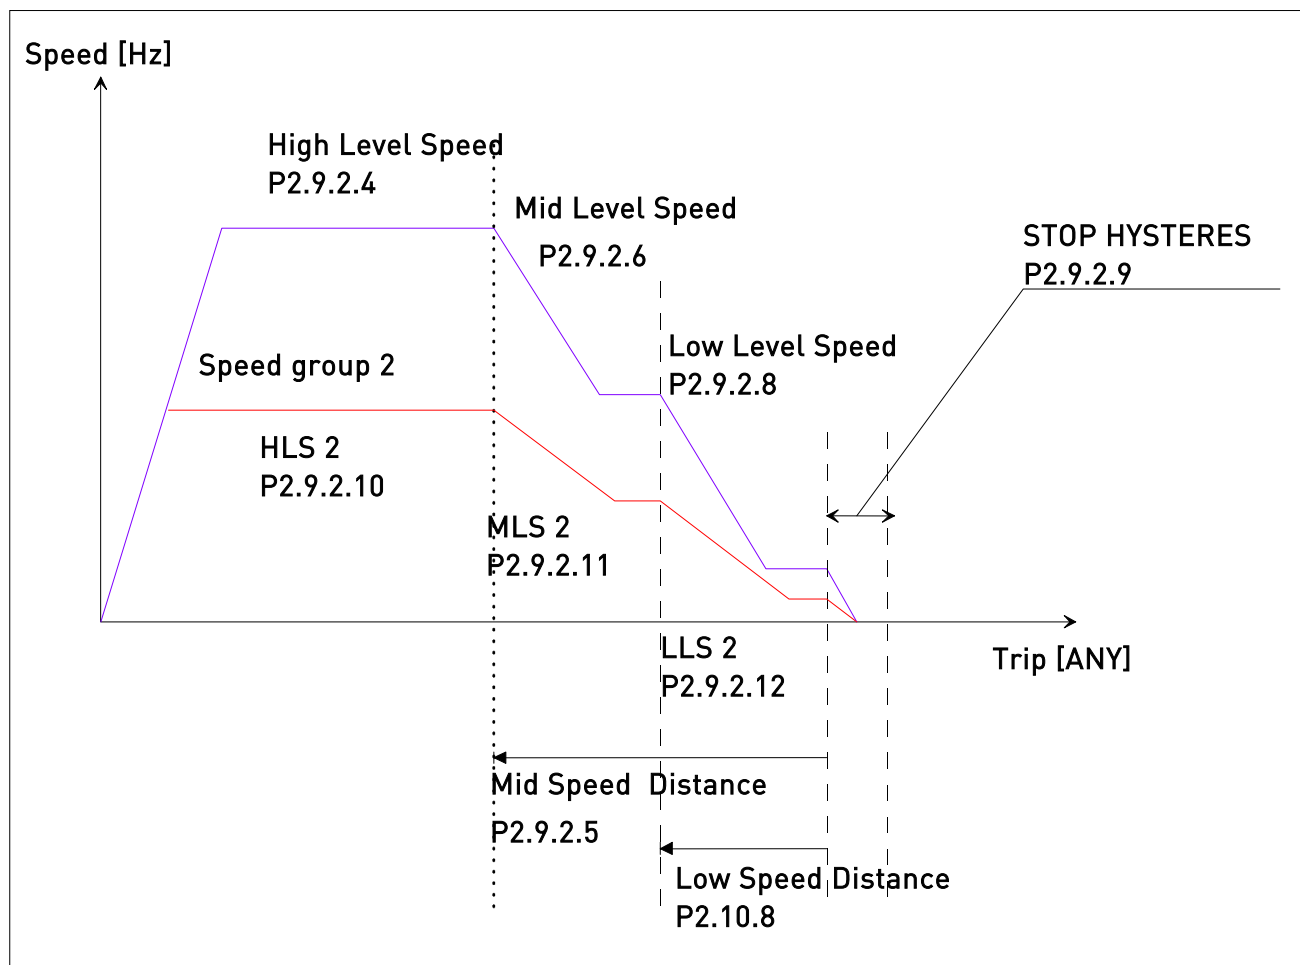 Speed [Hz]
High Level Speed
P2.9.2.4
Mid Level Speed
P2.9.2.6
STOP HYSTERES
P2.9.2.9
Speed group 2
Low Level Speed
P2.9.2.8
HLS 2
P2.9.2.10
MLS 2
P2.9.2.11
LLS 2
P2.9.2.12
Trip [ANY]
Mid Speed Distance
P2.9.2.5
Low Speed Distance
P2.10.8